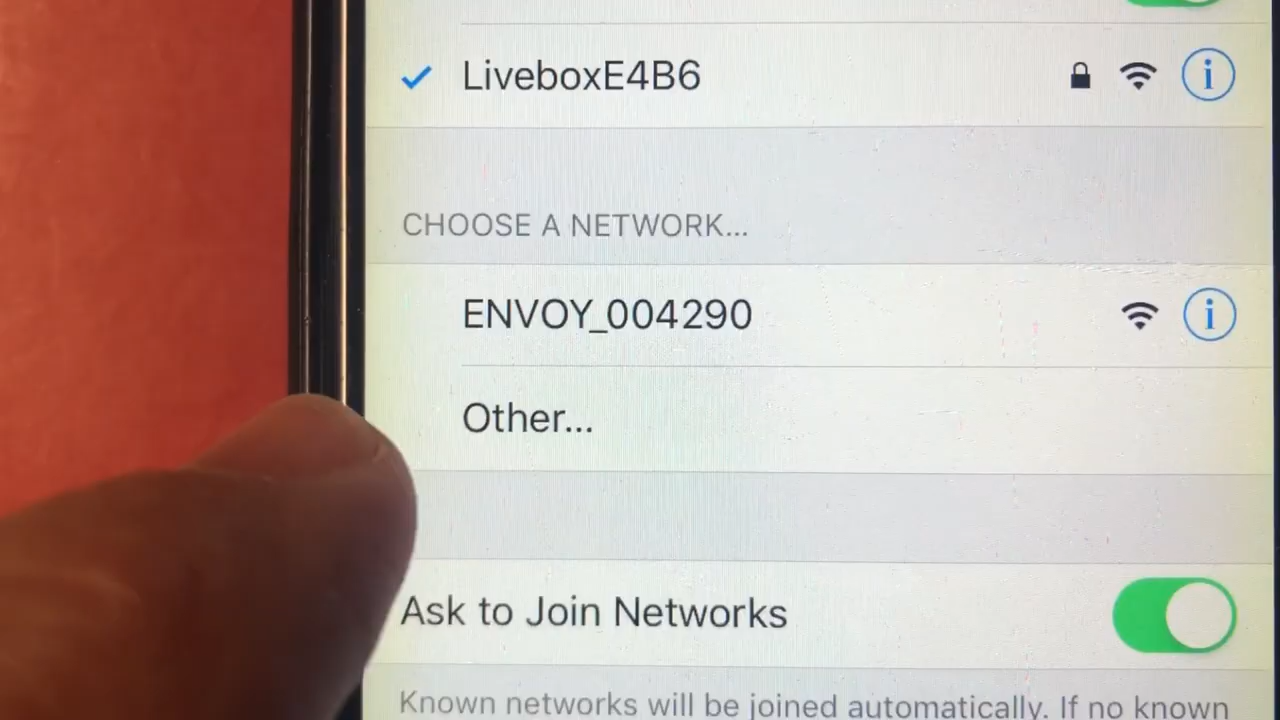 LiveboxE4B6
CHOOSE A NETWORK...
ENVOY_004290
Other...
Ask to Join Networks
Known networks will be joined automatically. If no known